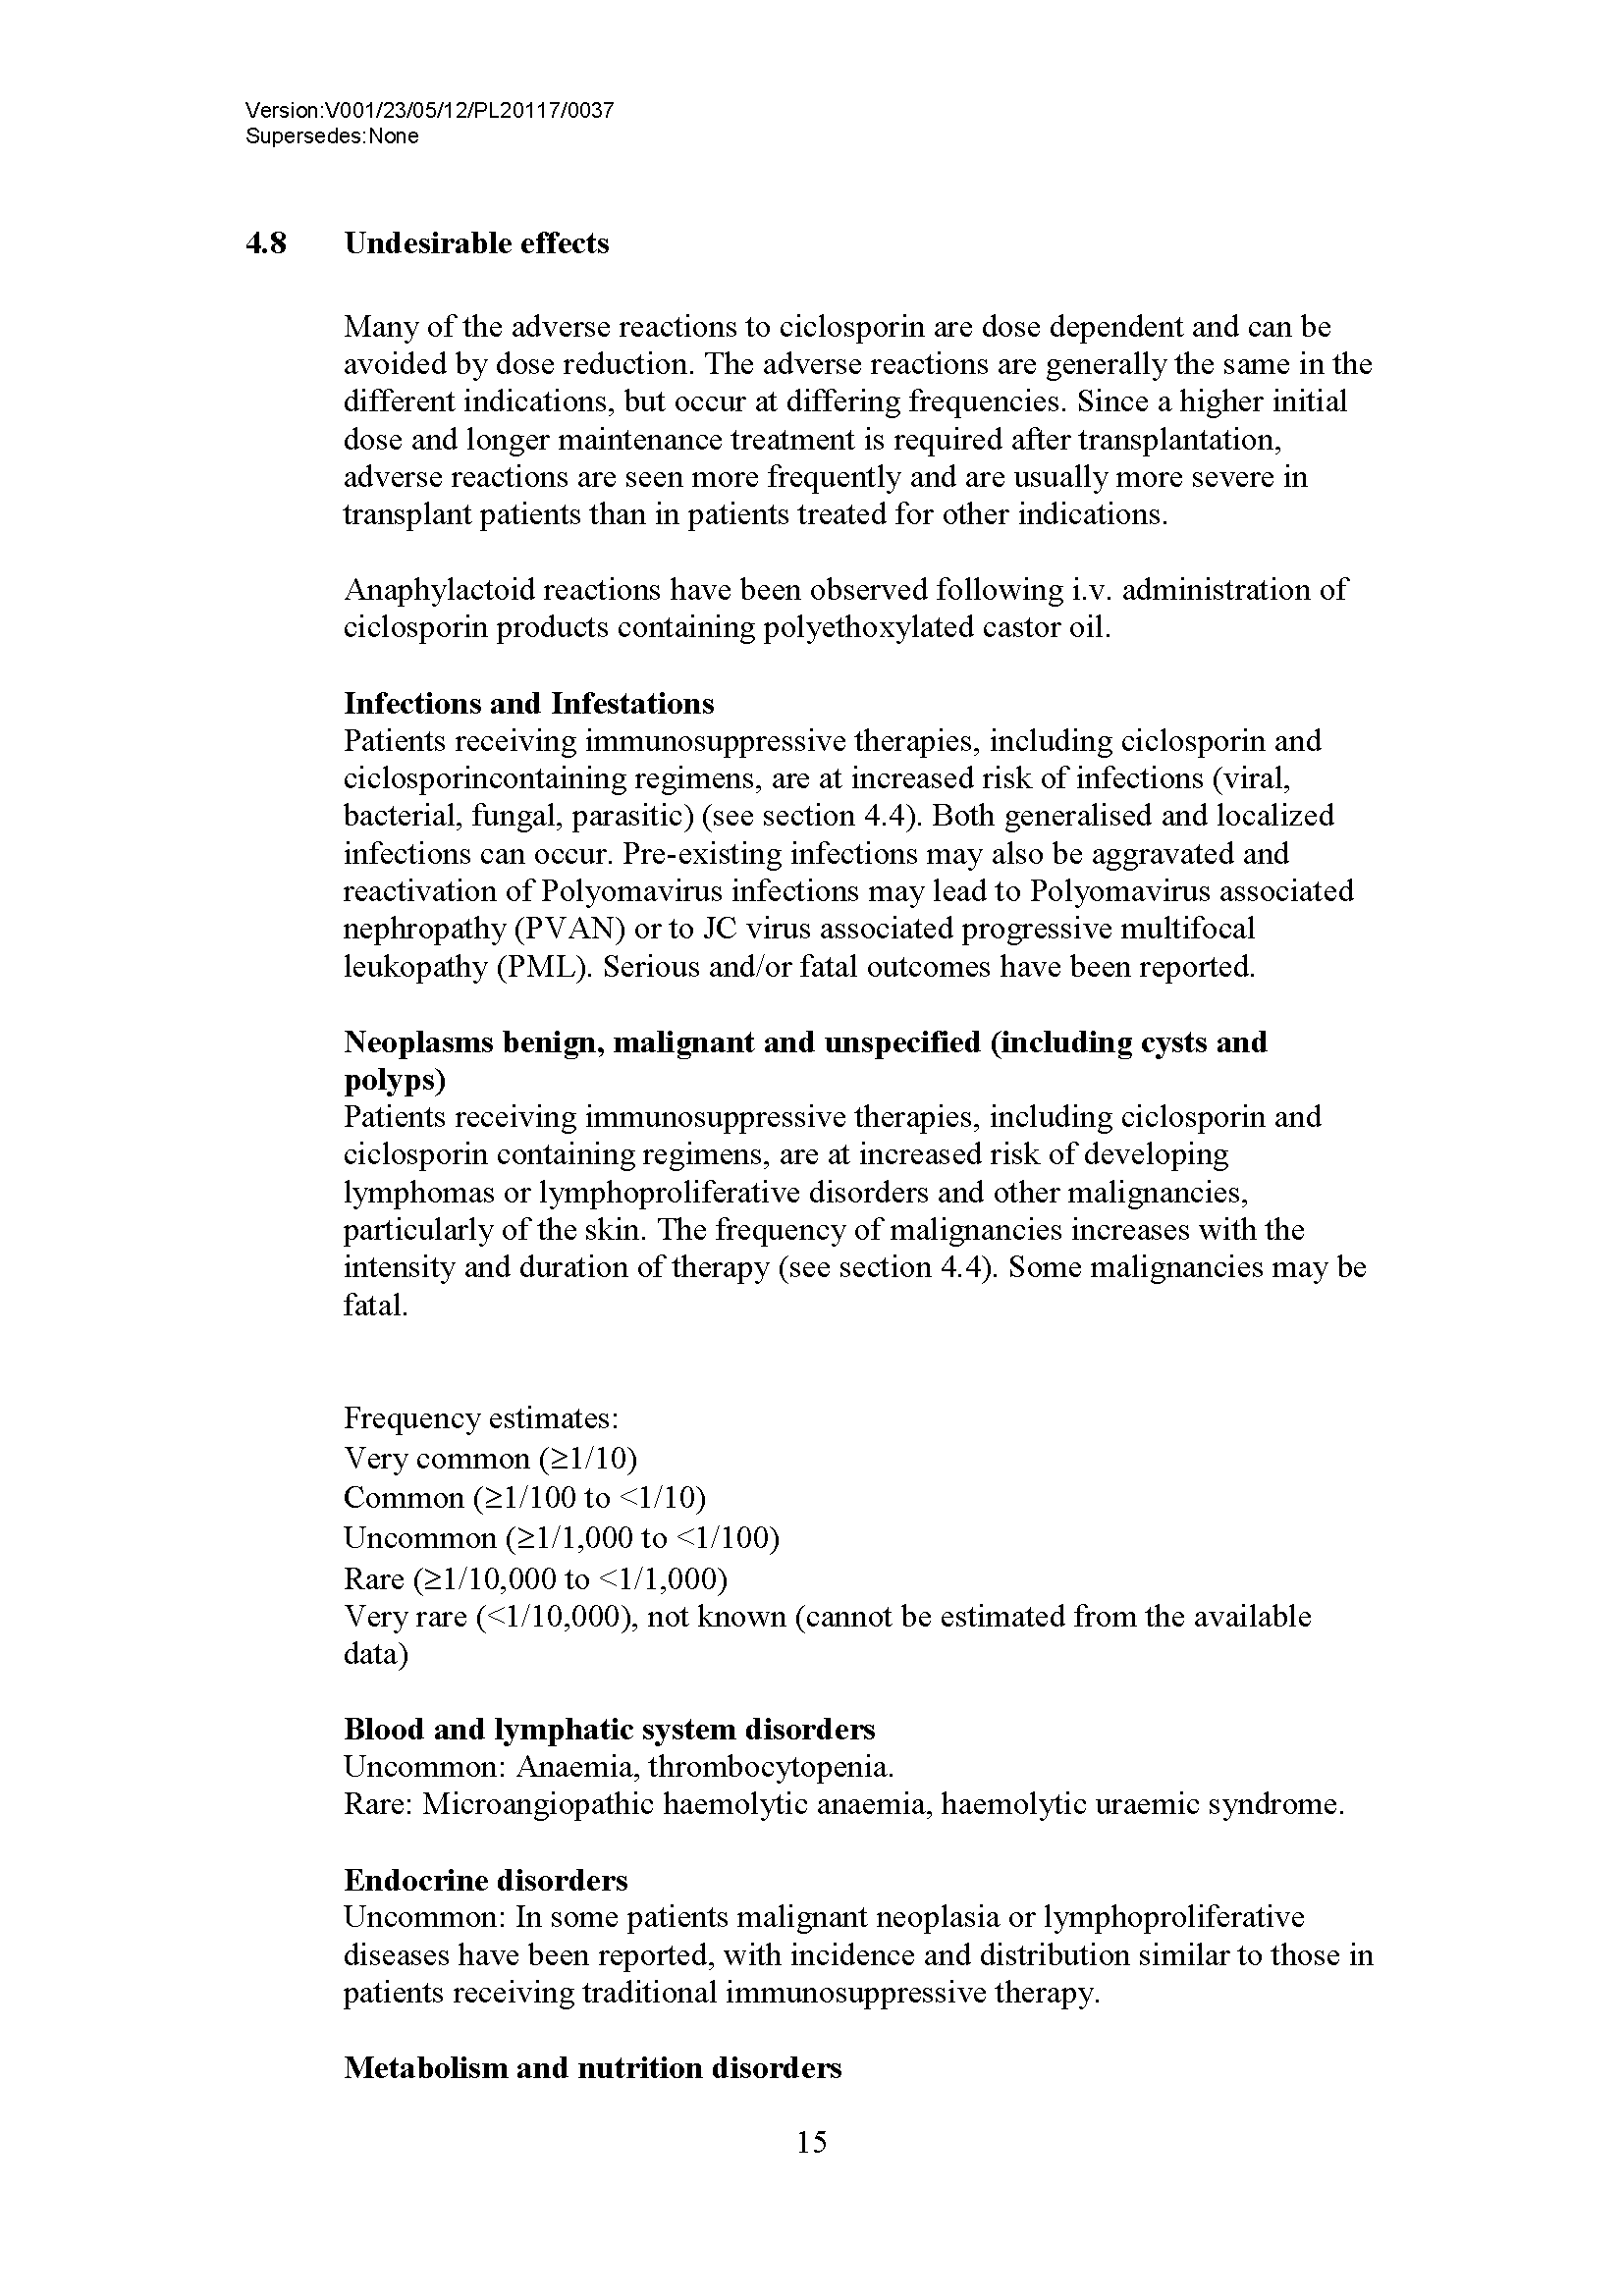 Version:V001/23/05/12/PL20117/0037
Supersedes:None
4.8 Undesirable effects
Many of the adverse reactions to ciclosporin are dose dependent and can be
avoided by dose reduction. The adverse reactions are generally the same in the
different indications, but occur at differing frequencies. Since a higher initial
dose and longer maintenance treatment is required after transplantation,
adverse reactions are seen more frequently and are usually more severe in
transplant patients than in patients treated for other indications.
Anaphylactoid reactions have been observed following i.v. administration of
ciclosporin products containing polyethoxylated castor oil.
Infections and Infestations
Patients receiving immunosuppressive therapies, including ciclosporin and
ciclosporincontaining regimens, are at increased risk of infections (viral,
bacterial, fungal, parasitic) (see section 4.4). Both generalised and localized
infections can occur. Pre-existing infections may also be aggravated and
reactivation of Polyomavirus infections may lead to Polyomavirus associated
nephropathy (PVAN) or to JC virus associated progressive multifocal
leukopathy (PML). Serious and/or fatal outcomes have been reported.
Neoplasms benign, malignant and unspecified (including cysts and
polyps)
Patients receiving immunosuppressive therapies, including ciclosporin and
ciclosporin containing regimens, are at increased risk of developing
lymphomas or lymphoproliferative disorders and other malignancies,
particularly of the skin. The frequency of malignancies increases with the
intensity and duration of therapy (see section 4.4). Some malignancies may be
fatal.
Frequency estimates:
Very common (≥1/10)
Common (≥1/100 to <1/10)
Uncommon (≥1/1,000 to <1/100)
Rare (≥1/10,000 to <1/1,000)
Very rare (<1/10,000), not known (cannot be estimated from the available
data)
Blood and lymphatic system disorders
Uncommon: Anaemia, thrombocytopenia.
Rare: Microangiopathic haemolytic anaemia, haemolytic uraemic syndrome.
Endocrine disorders
Uncommon: In some patients malignant neoplasia or lymphoproliferative
diseases have been reported, with incidence and distribution similar to those in
patients receiving traditional immunosuppressive therapy.
Metabolism and nutrition disorders
15